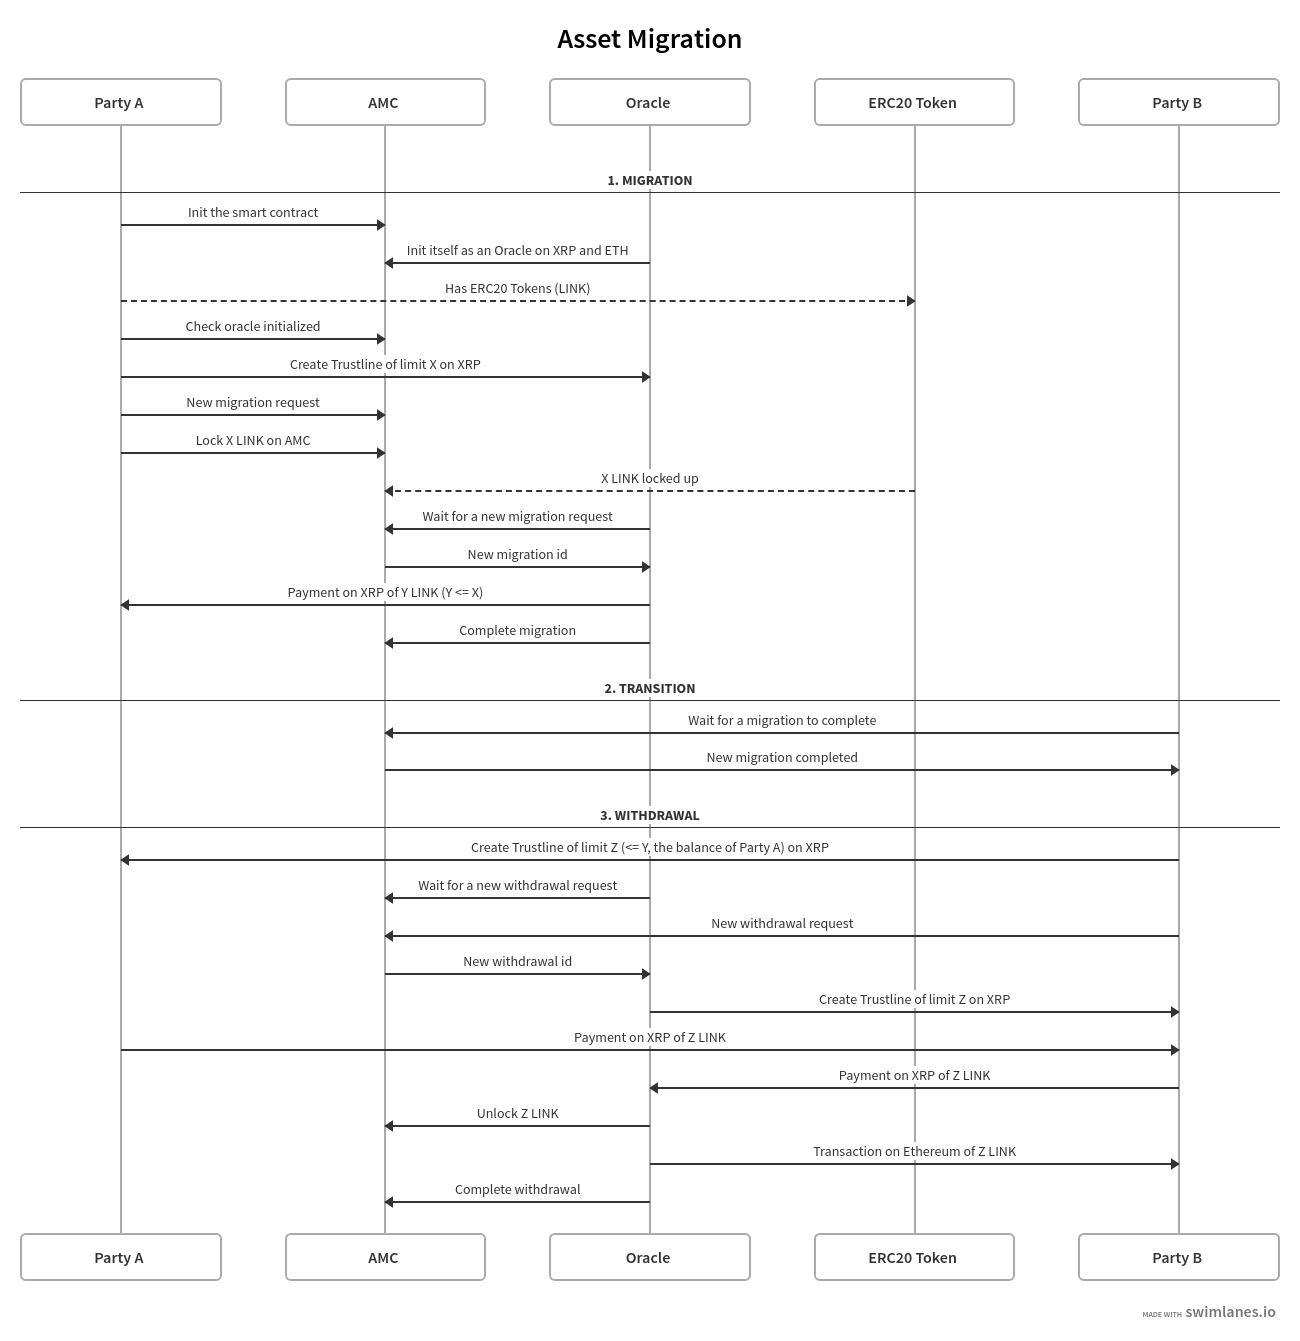 Asset Migration
Party A
AMC
Oracle
ERC20 Token
Party B
1. MIGRATION
Init the smart contract
Init itself as an Oracle on XRP and ETH
Has ERC20 Tokens (LINK)
Check oracle initialized
Create Trustline of limit X on XRP
New migration request
Lock X LINK on AMC
X LINK locked up
Wait for a new migration request
New migration id
Payment on XRP of Y LINK (Y <= X)
Complete migration
2. TRANSITION
Wait for a migration to complete
New migration completed
3. WITHDRAWAL
Create Trustline of limit Z (<= Y, the balance of Party A) on XRP
Wait for a new withdrawal request
New withdrawal request
New withdrawal id
Create Trustline of limit Z on XRP
Payment on XRP of Z LINK
Payment on XRP of Z LINK
Unlock Z LINK
Transaction on Ethereum of Z LINK
Complete withdrawal
Party A
AMC
Oracle
ERC20 Token
Party B
MADE WITH swimlanes.io